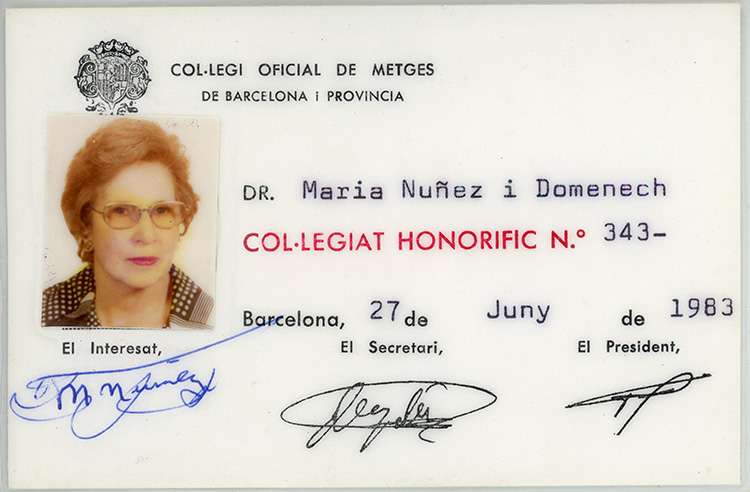 COL·LEGI OFICIAL DE METGES
DE BARCELONA i PROVINCIA
DR. Maria Nuñez i Domenech
COL·LEGIAT HONORIFIC N.º 343-
Barcelona, 27 de Juny de 1983
El Interesat, El Secretari, El President,
M Nuñez